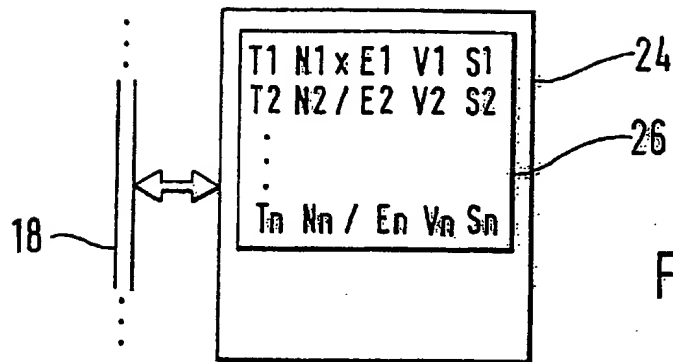 T1 N1 x E1 V1 S1
T2 N2 / E2 V2 S2
Tn Nn / En Vn Sn
24
26
18
F